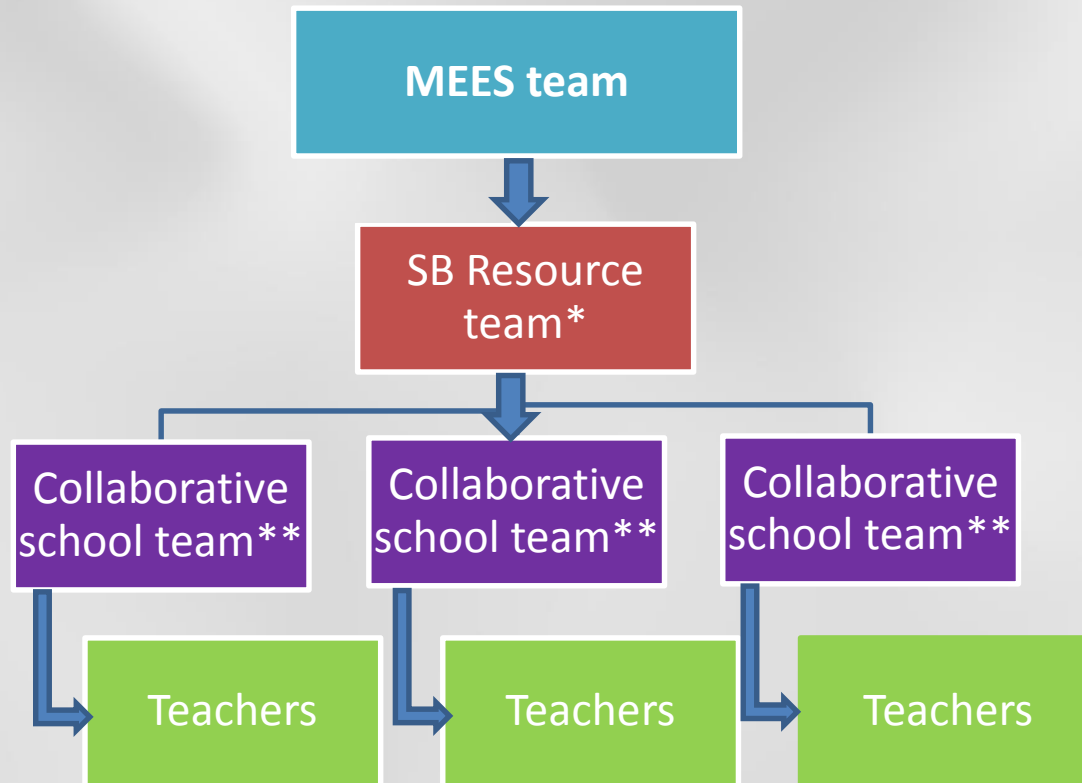 MEES team
SB Resource
team*
Collaborative
school team**
Collaborative
school team**
Collaborative
school team**
Teachers
Teachers
Teachers